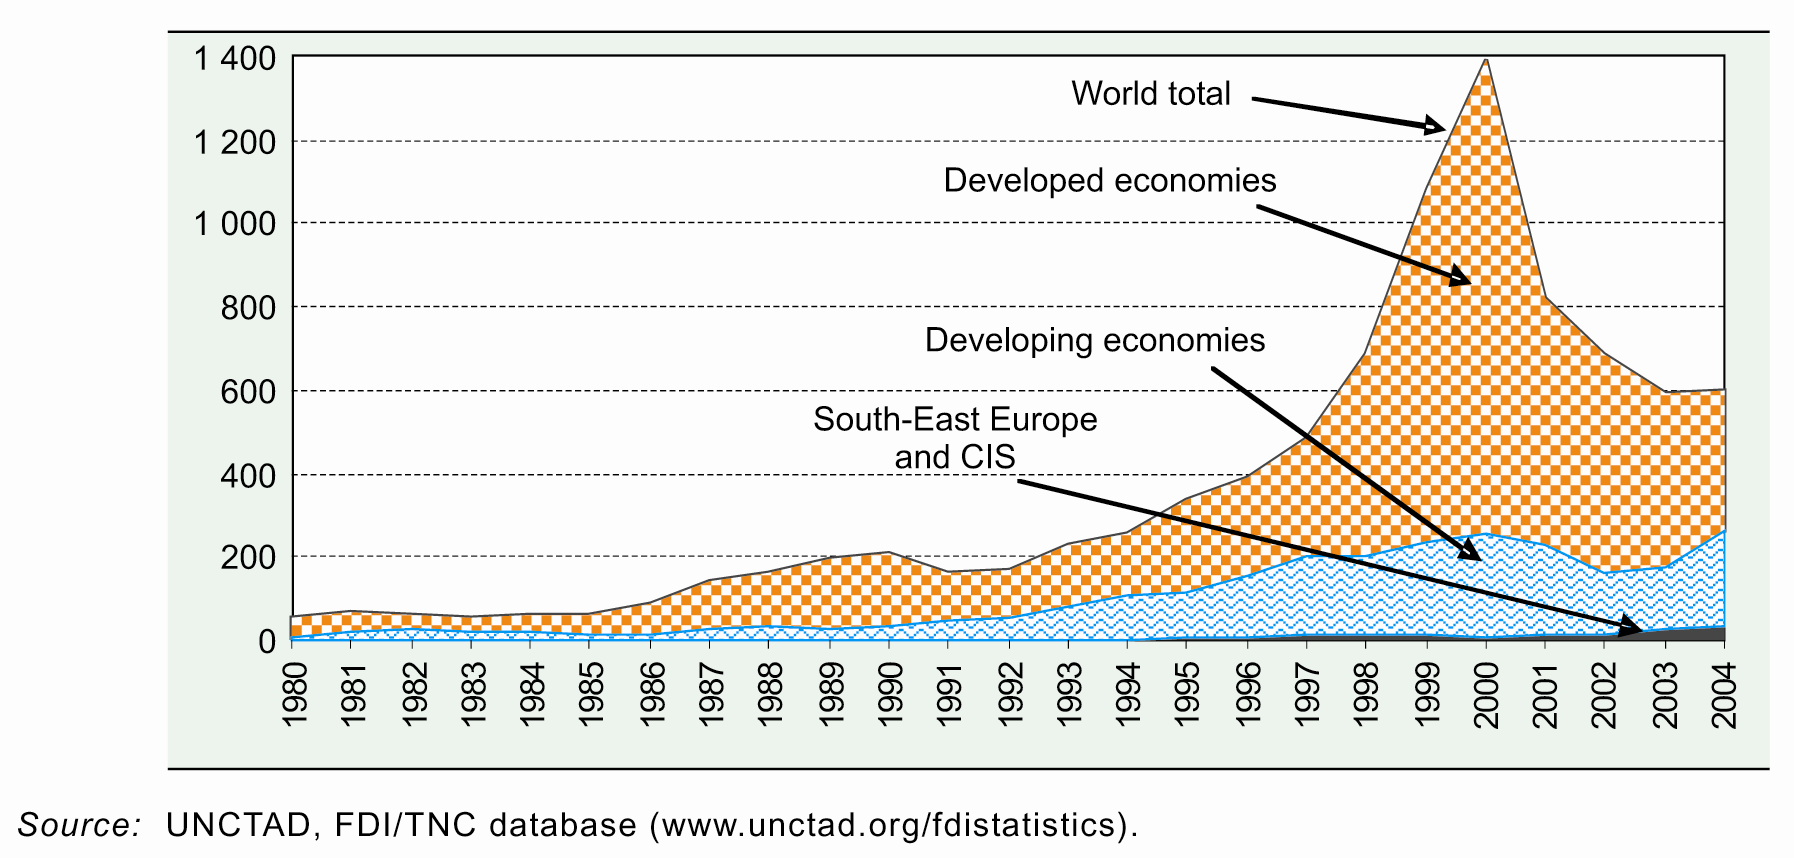 1 400
World total
1 200
Developed economies
1 000
800
Developing economies
600
South-East Europe
and CIS
400
200
0
1980 1981 1982 1983 1984 1985 1986 1987 1988 1989 1990 1991 1992 1993 1994 1995 1996 1997 1998 1999 2000 2001 2002 2003 2004
Source: UNCTAD, FDI/TNC database (www.unctad.org/fdistatistics).